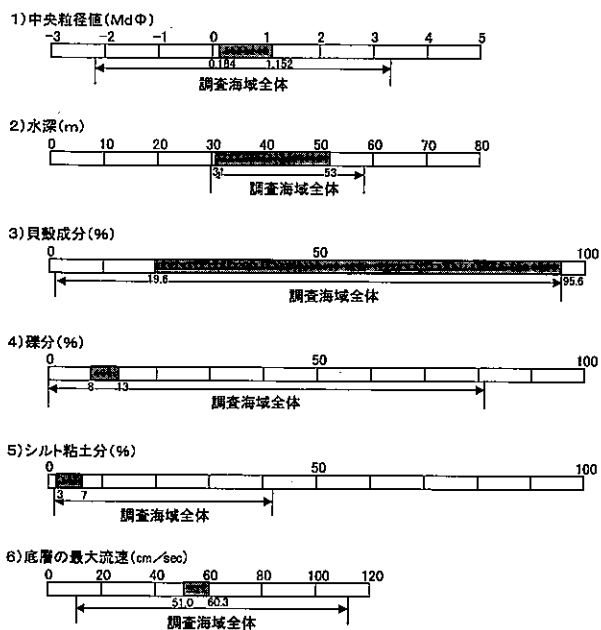 1)中央粒径値(MdΦ)
-3 -2 -1 0 1 2 3 4 5
0.184 1.152
調査海域全体
2)水深(m)
0 10 20 30 40 50 60 70 80
31 53
調査海域全体
3)貝殻成分(%)
0 50 100
19.6 95.6
調査海域全体
4)礫分(%)
0 50 100
8 13
調査海域全体
5)シルト粘土分(%)
0 50 100
3 7
調査海域全体
6)底層の最大流速(cm/sec)
0 20 40 60 80 100 120
51.0 60.3
調査海域全体